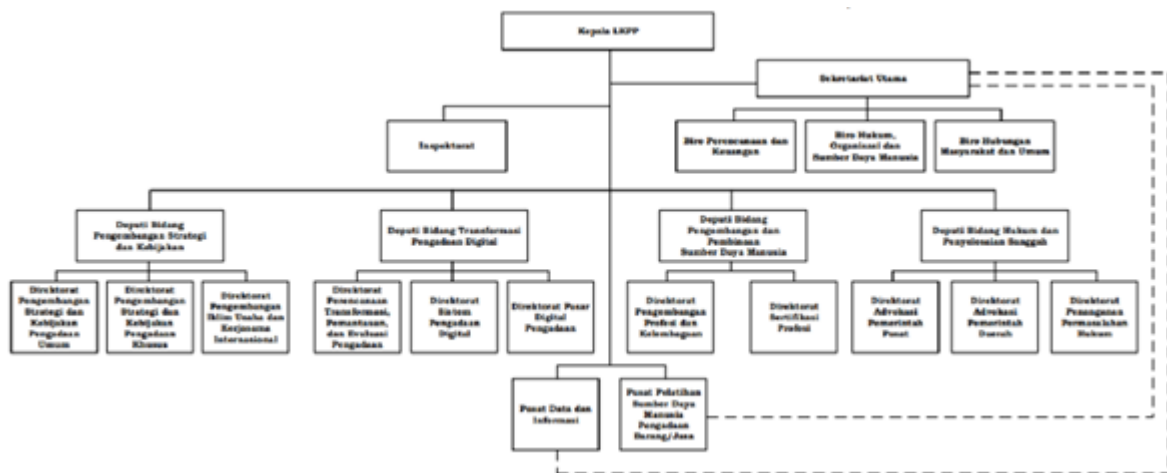 Kepala LKPP
Sekretariat Utama
Inspektorat
Biro Perencanaan dan
Keuangan
Biro Hukum,
Organisasi dan
Sumber Daya Manusia
Biro Hubungan
Masyarakat dan Umum
Deputi Bidang
Pengembangan Strategi
dan Kebijakan
Deputi Bidang Transformasi
Pengadaan Digital
Deputi Bidang
Pengembangan dan
Pembinaan
Sumber Daya Manusia
Deputi Bidang Hukum dan
Penyelesaian Sanggah
Direktorat
Pengembangan
Strategi dan
Kebijakan
Pengadaan
Umum
Direktorat
Pengembangan
Strategi dan
Kebijakan
Pengadaan
Khusus
Direktorat
Pengembangan
Iklim Usaha dan
Kerjasama
Internasional
Direktorat
Perencanaan
Transformasi,
Pemantauan,
dan Evaluasi
Pengadaan
Direktorat
Sistem
Pengadaan
Digital
Direktorat Pasar
Digital
Pengadaan
Direktorat
Pengembangan
Profesi dan
Kelembagaan
Direktorat
Sertifikasi
Profesi
Direktorat
Advokasi
Pemerintah
Pusat
Direktorat
Advokasi
Pemerintah
Daerah
Direktorat
Penanganan
Permasalahan
Hukum
Pusat Data dan
Informasi
Pusat Pelatihan
Sumber Daya
Manusia
Pengadaan
Barang/Jasa